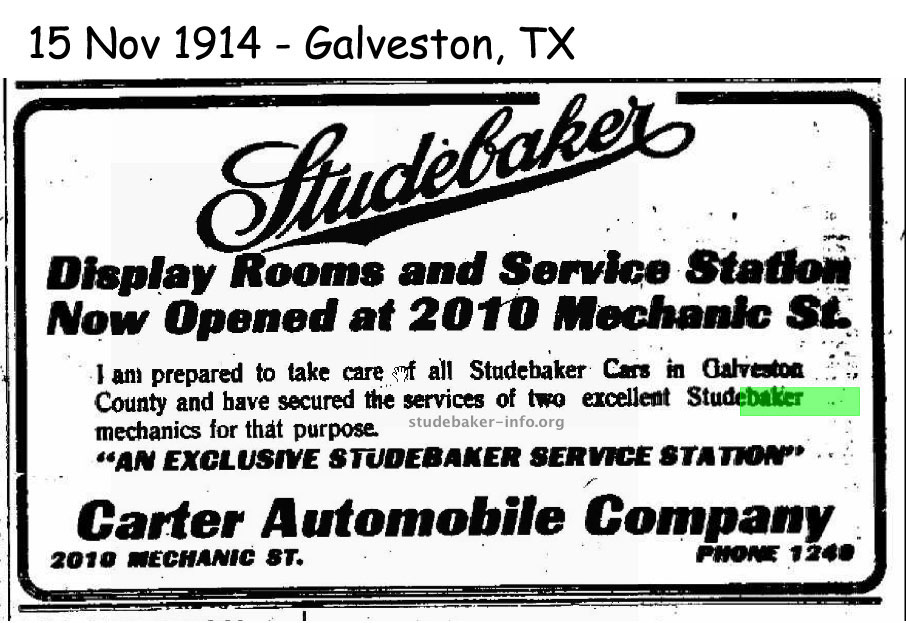 15 Nov 1914 - Galveston, TX
Studebaker
Display Rooms and Service Station
Now Opened at 2010 Mechanic St.
I am prepared to take care of all Studebaker Cars in Galveston
County and have secured the services of two excellent Studebaker
mechanics for that purpose.
studebaker-info.org
"AN EXCLUSIVE STUDEBAKER SERVICE STATION"
Carter Automobile Company
2010 MECHANIC ST.
PHONE 1240